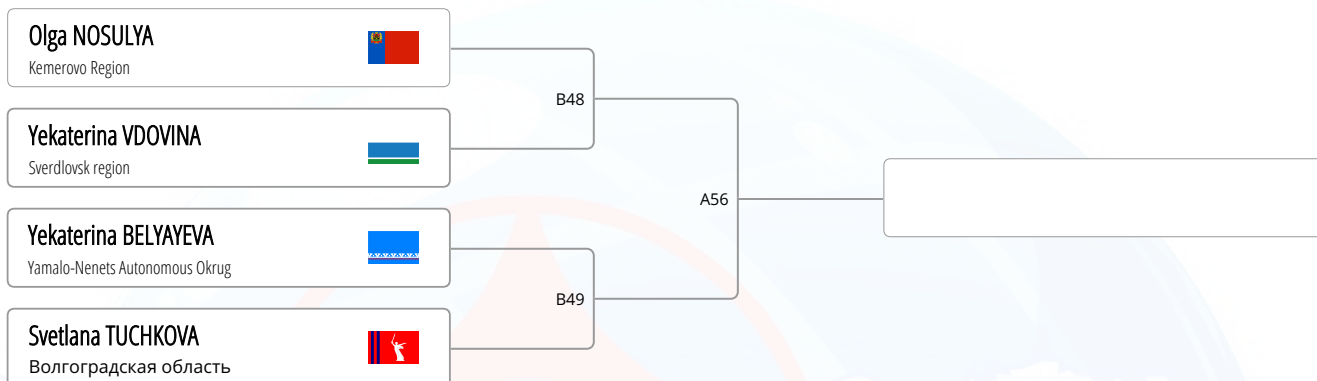 Olga NOSULYA
Kemerovo Region
B48
Yekaterina VDOVINA
Sverdlovsk region
A56
Yekaterina BELYAYEVA
Yamalo-Nenets Autonomous Okrug
B49
Svetlana TUCHKOVA
Волгоградская область